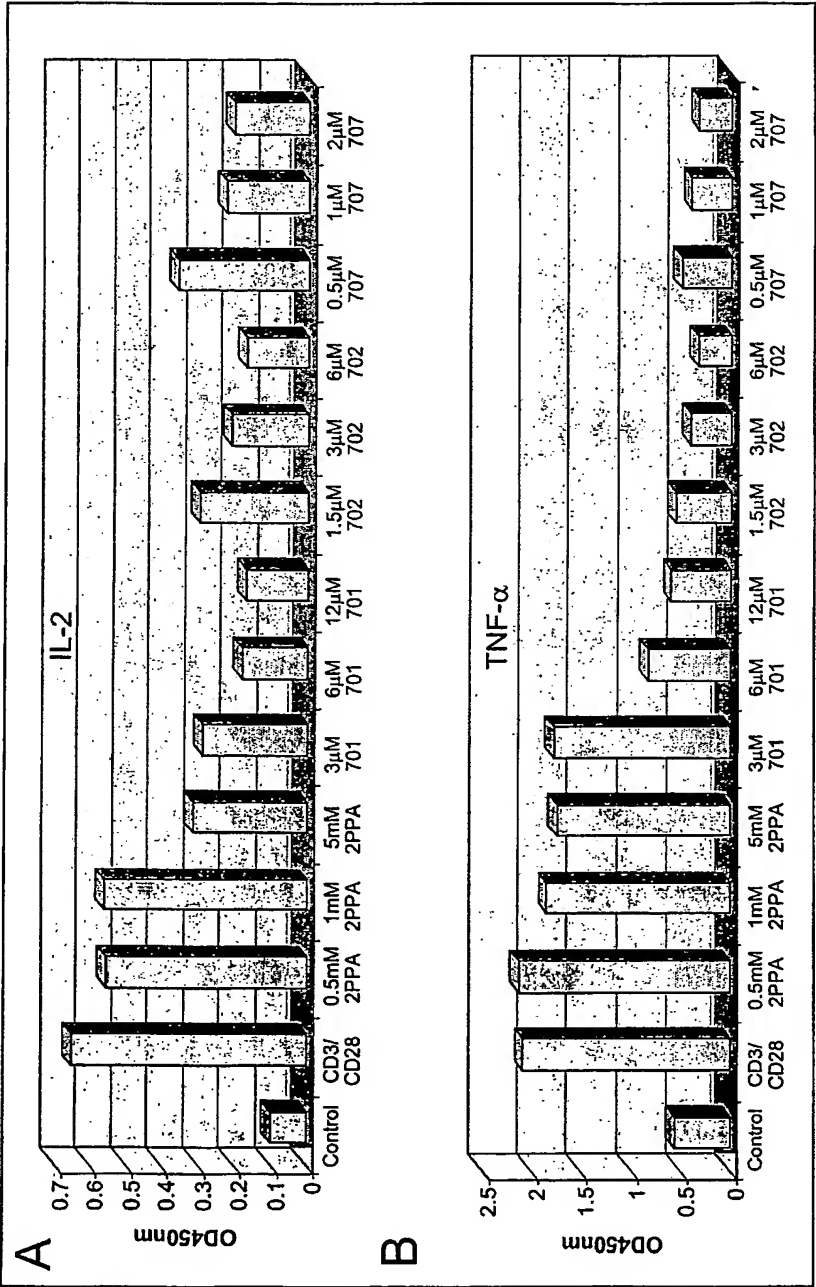 A
IL-2
OD450nm
0.7
0.6
0.5
0.4
0.3
0.2
0.1
0
Control
CD3/
CD28
0.5mM
2PPA
1mM
2PPA
5mM
2PPA
3µM
701
6µM
701
12µM
701
1.5µM
702
3µM
702
6µM
702
0.5µM
707
1µM
707
2µM
707
B
TNF-α
OD450nm
2.5
2
1.5
1
0.5
0
Control
CD3/
CD28
0.5mM
2PPA
1mM
2PPA
5mM
2PPA
3µM
701
6µM
701
12µM
701
1.5µM
702
3µM
702
6µM
702
0.5µM
707
1µM
707
2µM
707